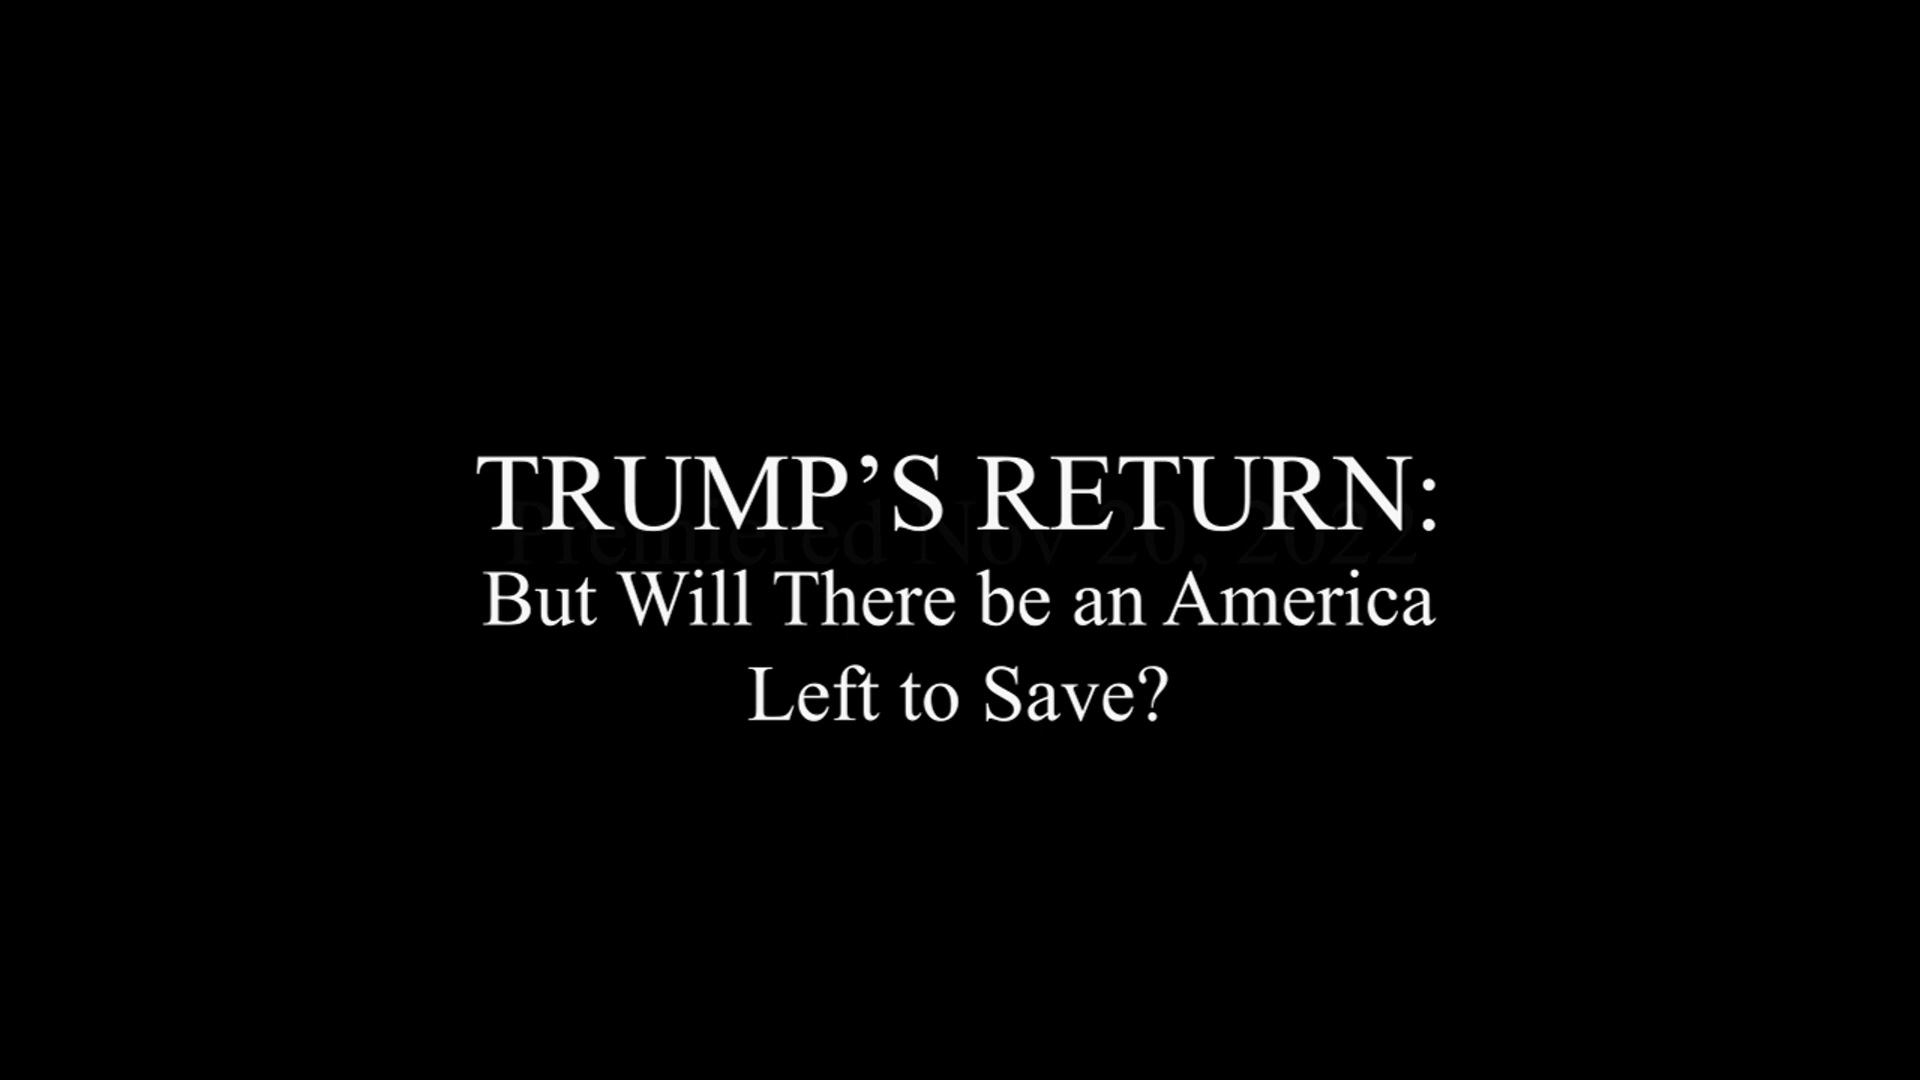 TRUMP’S RETURN:
Premiered Nov 20, 2022
But Will There be an America
Left to Save?